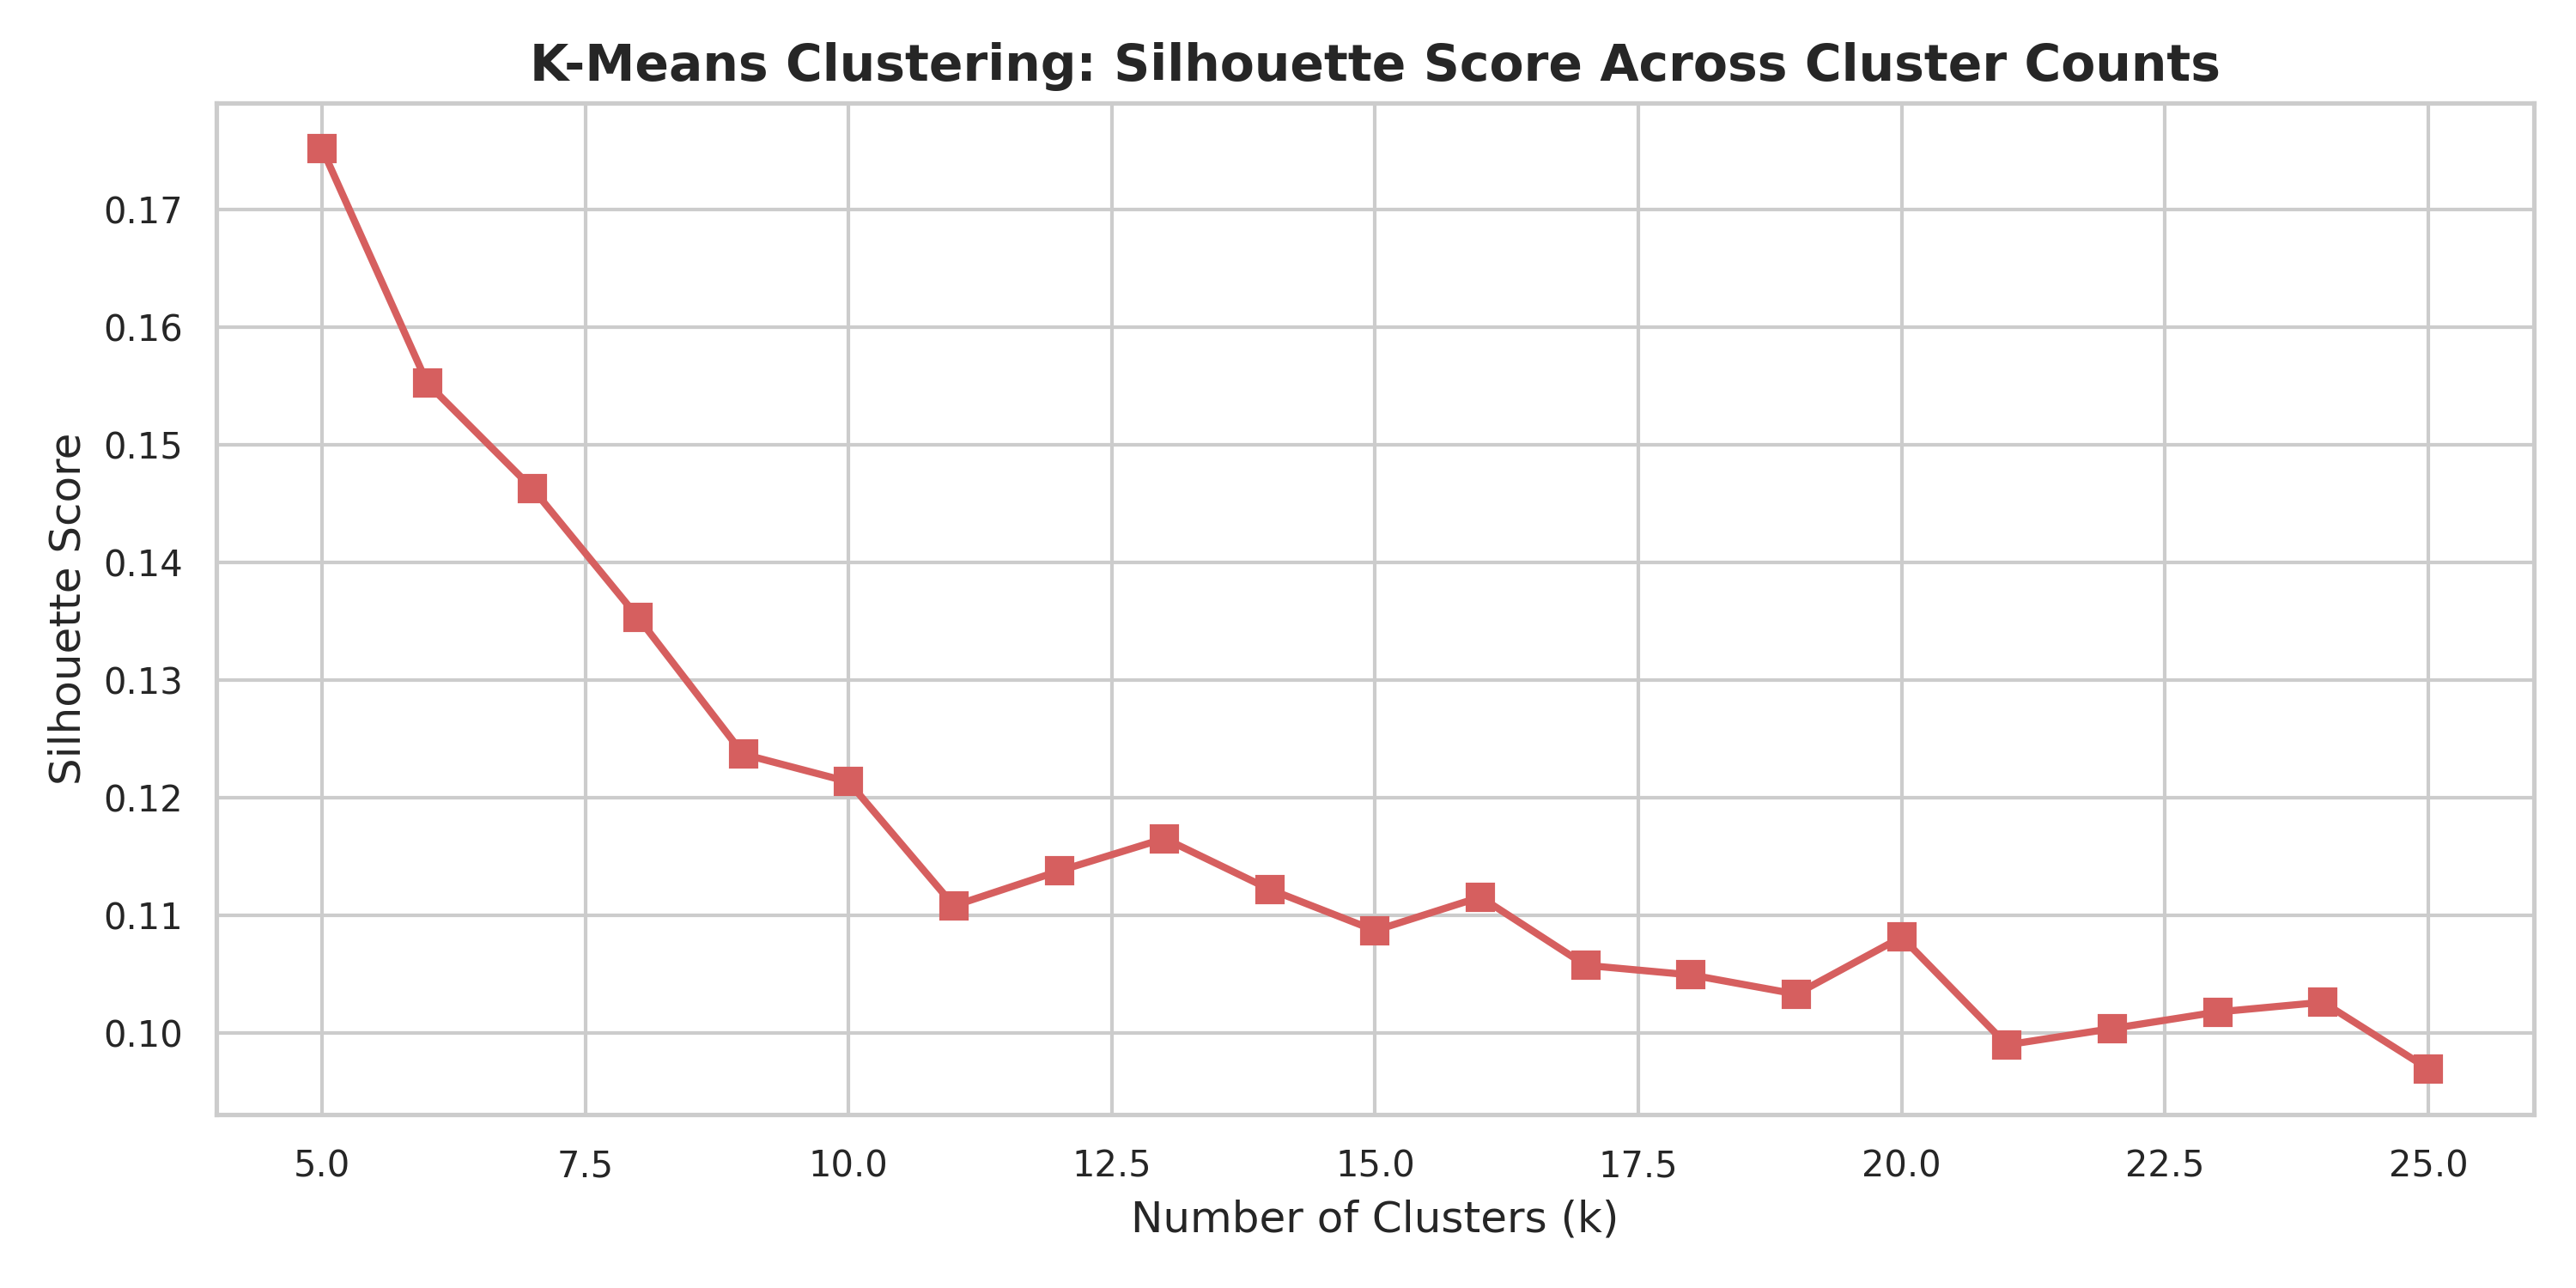 K-Means Clustering: Silhouette Score Across Cluster Counts
Silhouette Score
0.17
0.16
0.15
0.14
0.13
0.12
0.11
0.10
5.0 7.5 10.0 12.5 15.0 17.5 20.0 22.5 25.0
Number of Clusters (k)